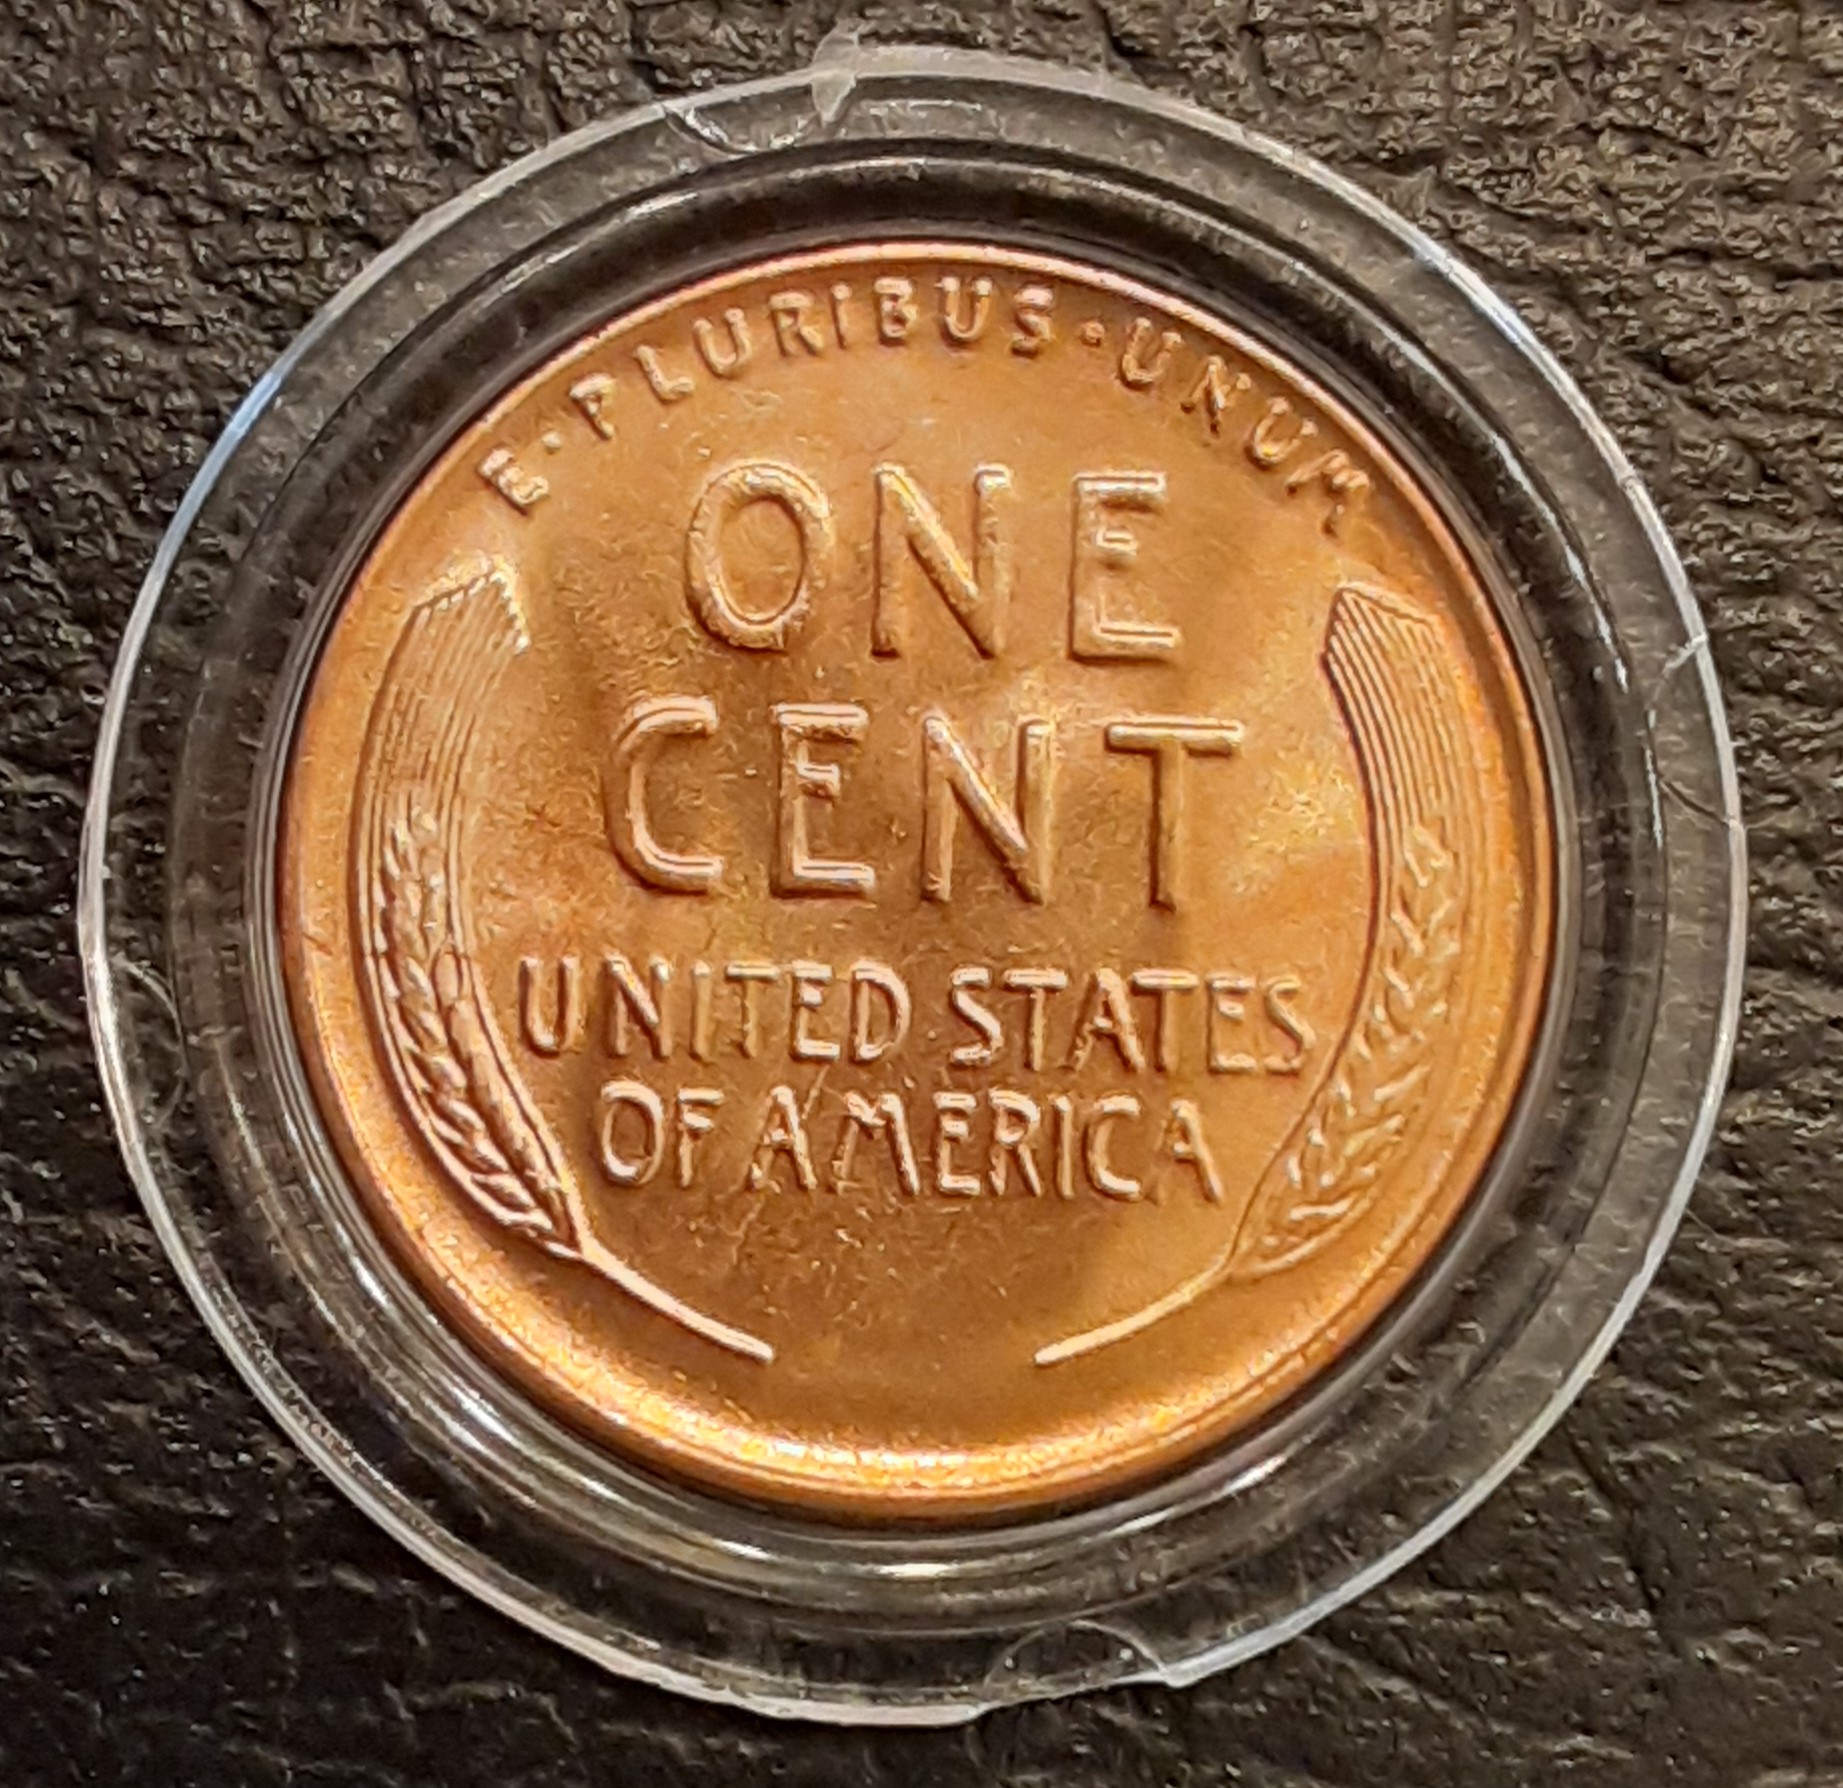 E·PLURIBUS·UNUM
ONE
CENT
UNITED STATES
OF AMERICA